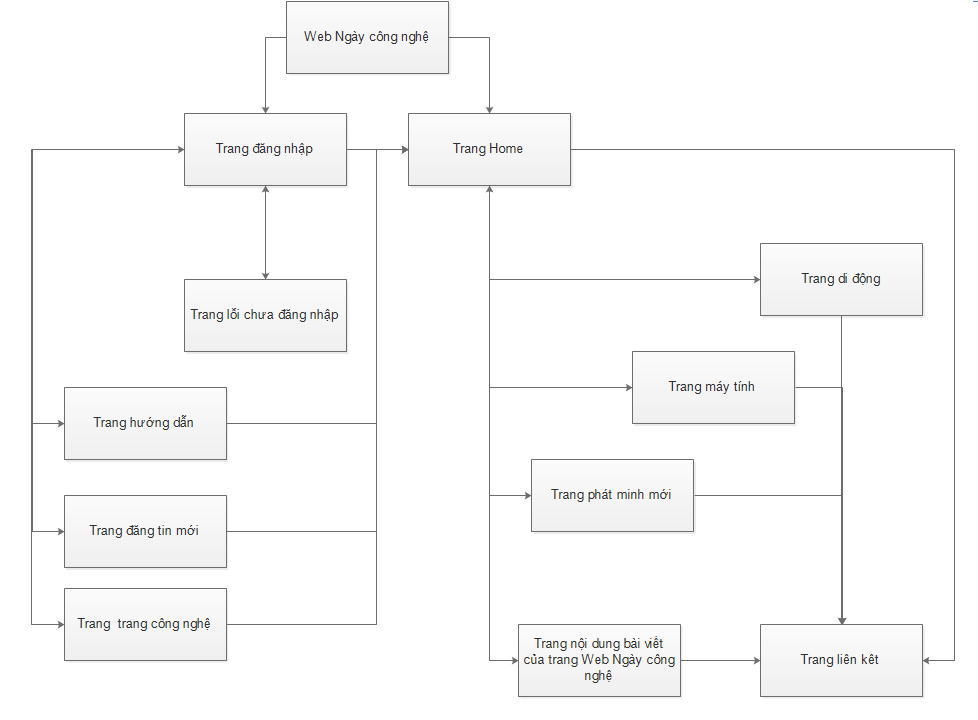 Web Ngày công nghệ
Trang đăng nhập
Trang Home
Trang di động
Trang lỗi chưa đăng nhập
Trang máy tính
Trang hướng dẫn
Trang phát minh mới
Trang đăng tin mới
Trang trang công nghệ
Trang nội dung bài viết
của trang Web Ngày công
nghệ
Trang liên kêt